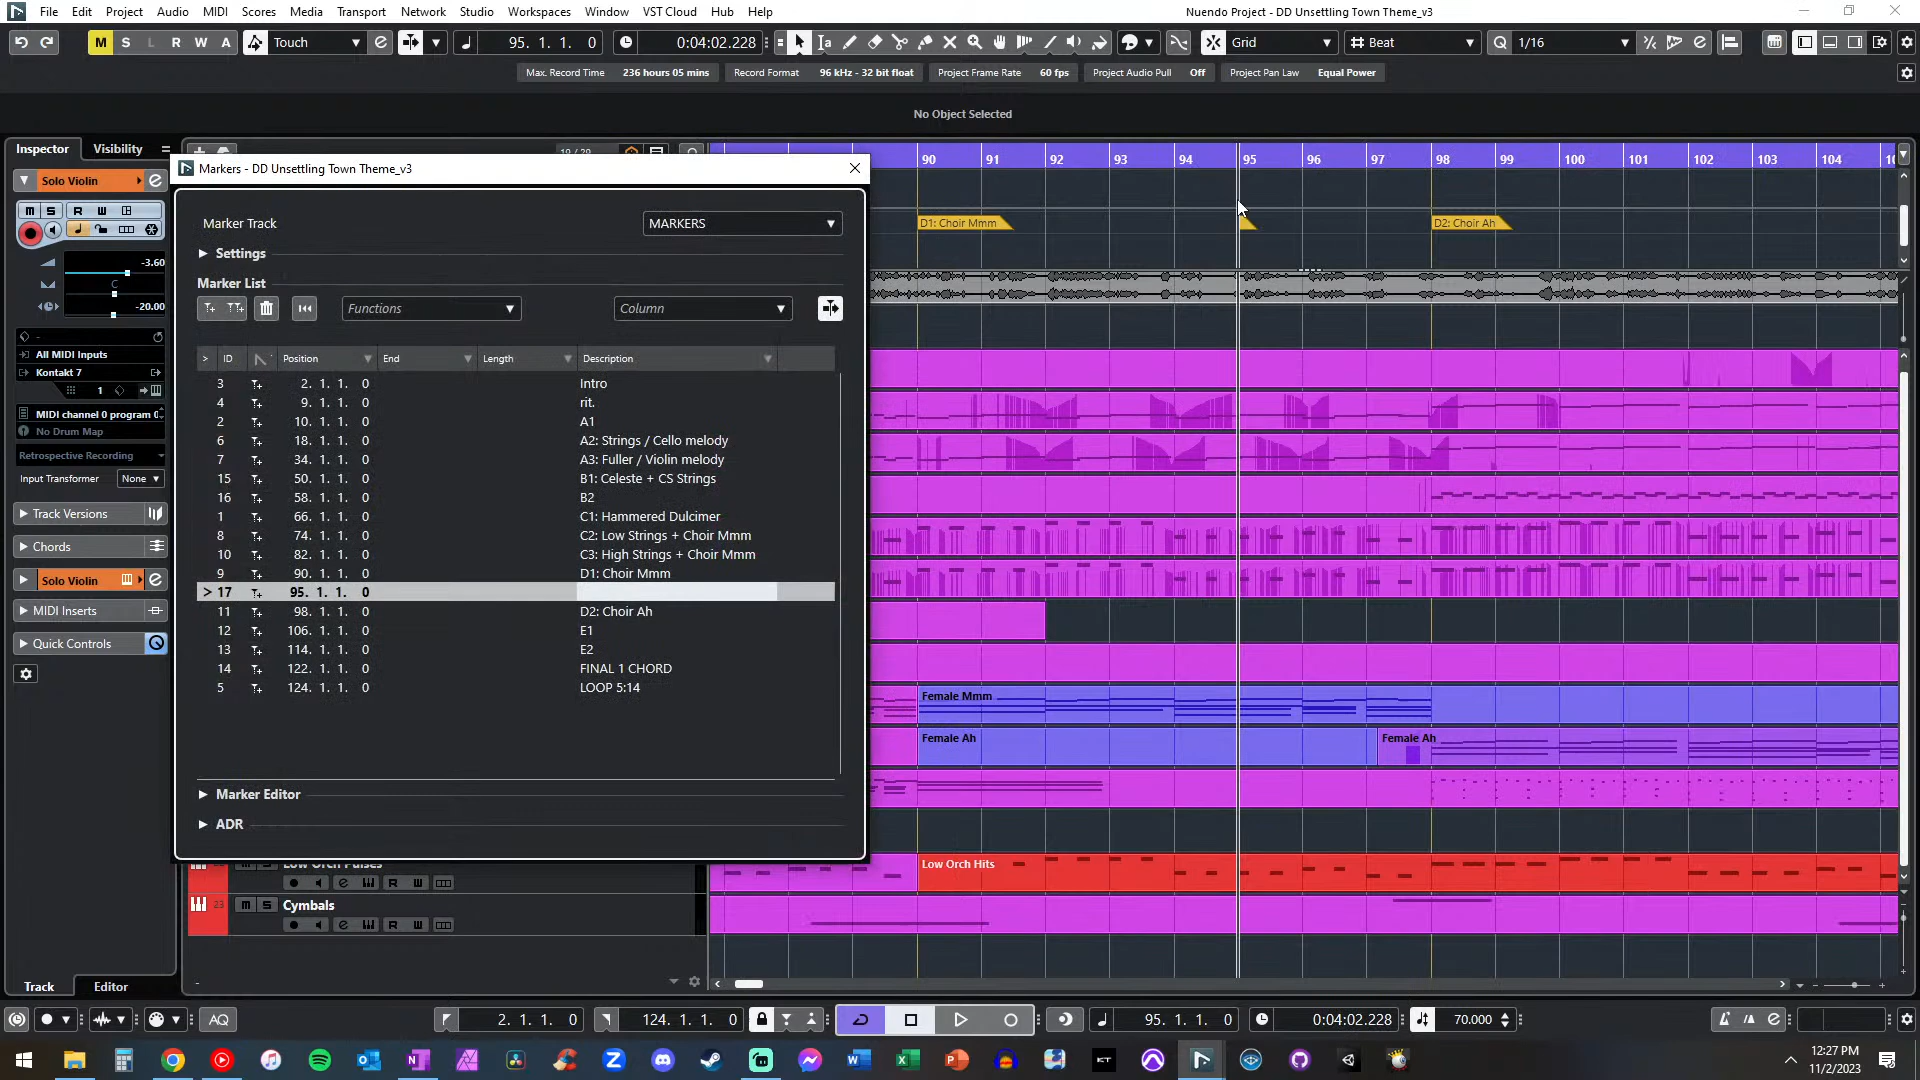 File Edit Project Audio MIDI Scores Media Transport Network Studio Workspaces Window VST Cloud Hub Help Nuendo Project - DD Unsettling Town Theme_v3
M S L R W A Touch 95. 1. 1. 0 0:04:02.228 Grid Beat Q 1/16
Max. Record Time 236 hours 05 mins Record Format 96 kHz - 32 bit float Project Frame Rate 60 fps Project Audio Pull Off Project Pan Law Equal Power
No Object Selected
Inspector Visibility
19 / 29
90 91 92 93 94 95 96 97 98 99 100 101 102 103 104
Solo Violin
Markers - DD Unsettling Town Theme_v3
M S R W
Marker Track MARKERS
D1: Choir Mmm D2: Choir Ah
Settings
-3.60
C
-20.00
Marker List
Functions Column
All MIDI Inputs
Kontakt 7
1
MIDI channel 0 program 0
No Drum Map
Retrospective Recording
Input Transformer None
Track Versions
Chords
Solo Violin
MIDI Inserts
Quick Controls
> ID Position End Length Description
3 2. 1. 1. 0 Intro
4 9. 1. 1. 0 rit.
2 10. 1. 1. 0 A1
6 18. 1. 1. 0 A2: Strings / Cello melody
7 34. 1. 1. 0 A3: Fuller / Violin melody
15 50. 1. 1. 0 B1: Celeste + CS Strings
16 58. 1. 1. 0 B2
1 66. 1. 1. 0 C1: Hammered Dulcimer
8 74. 1. 1. 0 C2: Low Strings + Choir Mmm
10 82. 1. 1. 0 C3: High Strings + Choir Mmm
9 90. 1. 1. 0 D1: Choir Mmm
> 17 95. 1. 1. 0
11 98. 1. 1. 0 D2: Choir Ah
12 106. 1. 1. 0 E1
13 114. 1. 1. 0 E2
14 122. 1. 1. 0 FINAL 1 CHORD
5 124. 1. 1. 0 LOOP 5:14
Marker Editor
ADR
Female Mmm
Female Ah Female Ah
Low Orch Pulses
Low Orch Hits
R W
23 M S Cymbals
R W
Track Editor
AQ 2. 1. 1. 0 124. 1. 1. 0 95. 1. 1. 0 0:04:02.228 70.000
12:27 PM
11/2/2023